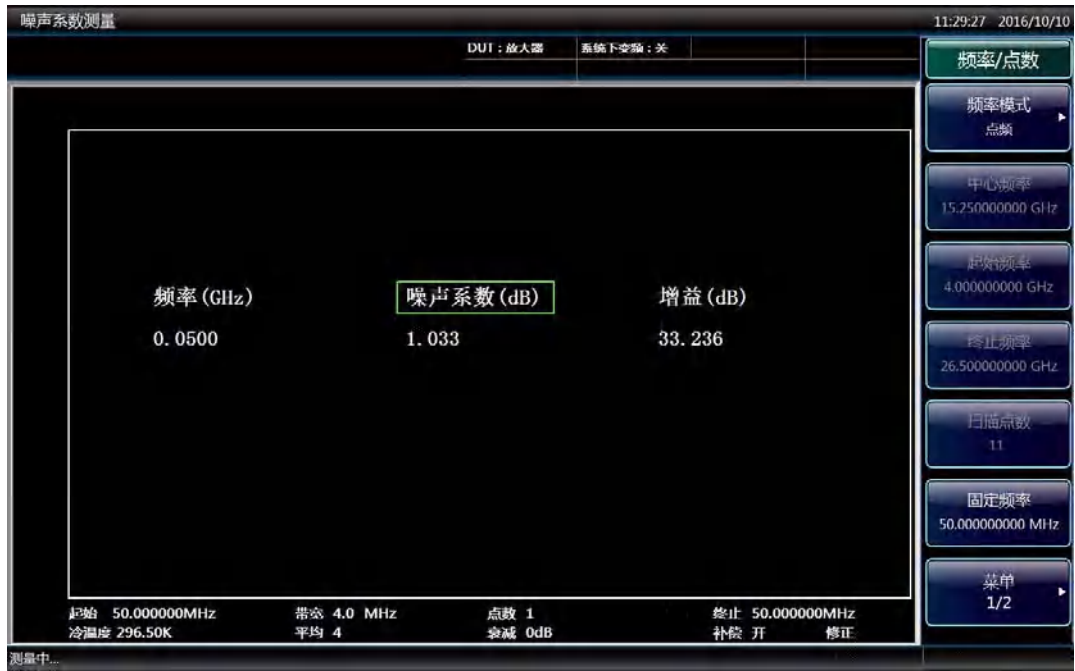 噪声系数测量 11:29:27 2016/10/10
DUT：放大器 系统下变频：关
频率/点数
频率模式
点频
中心频率
15.250000000 GHz
起始频率
4.000000000 GHz
频率(GHz) 噪声系数(dB) 增益(dB)
0.0500 1.033 33.236
终止频率
26.500000000 GHz
扫描点数
11
固定频率
50.000000000 MHz
菜单
1/2
起始 50.000000MHz 带宽 4.0 MHz 点数 1 终止 50.000000MHz
冷温度 296.50K 平均 4 衰减 0dB 补偿 开 修正
测量中...